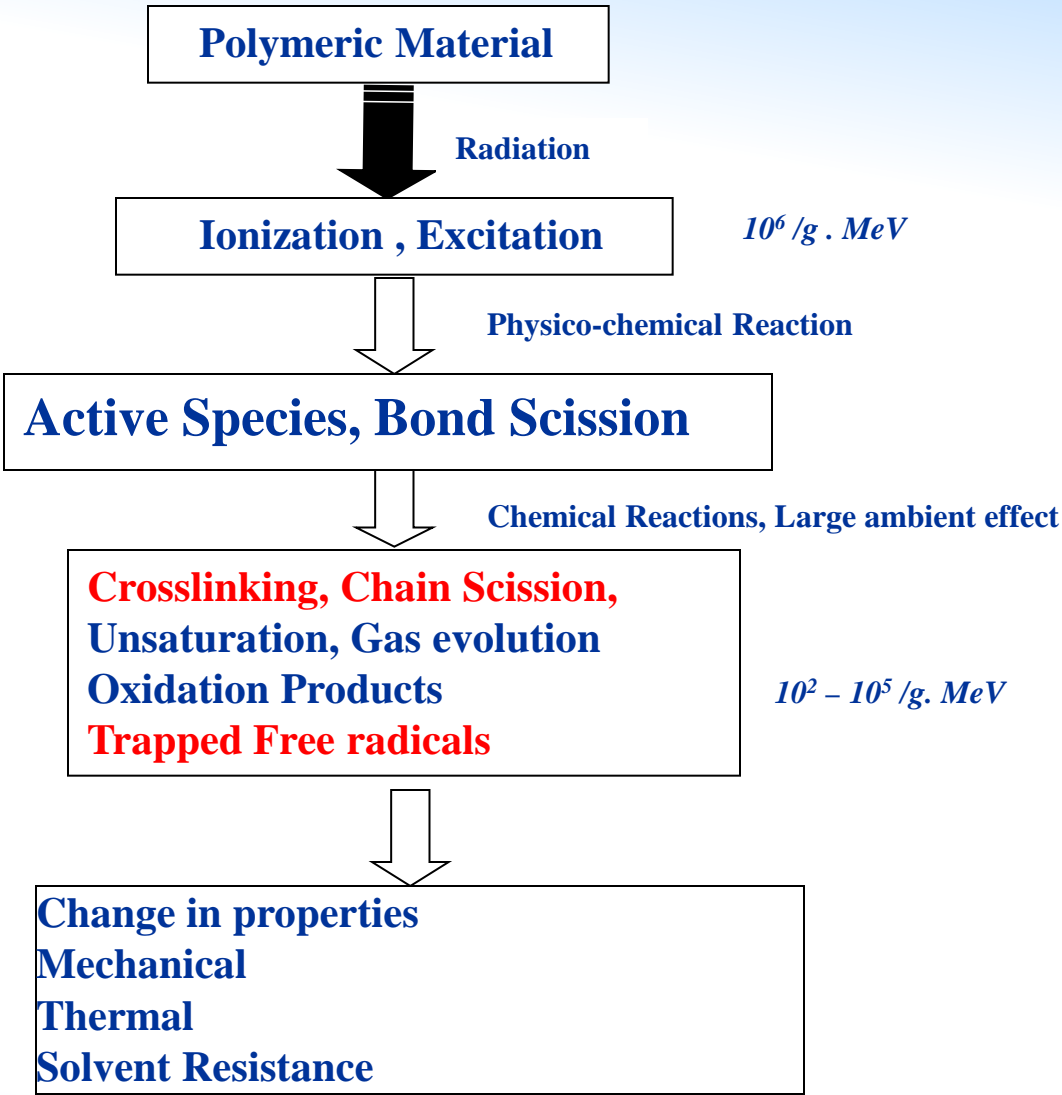 Polymeric Material
Radiation
Ionization , Excitation
10⁶ /g . MeV
Physico-chemical Reaction
Active Species, Bond Scission
Chemical Reactions, Large ambient effect
Crosslinking, Chain Scission,
Unsaturation, Gas evolution
Oxidation Products
10² – 10⁵ /g. MeV
Trapped Free radicals
Change in properties
Mechanical
Thermal
Solvent Resistance